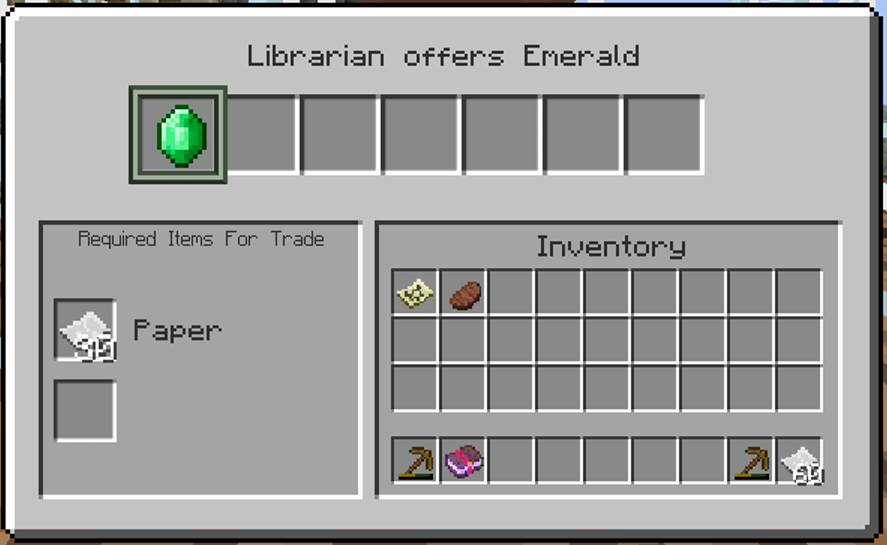 Librarian offers Emerald
Required Items For Trade
Inventory
Paper